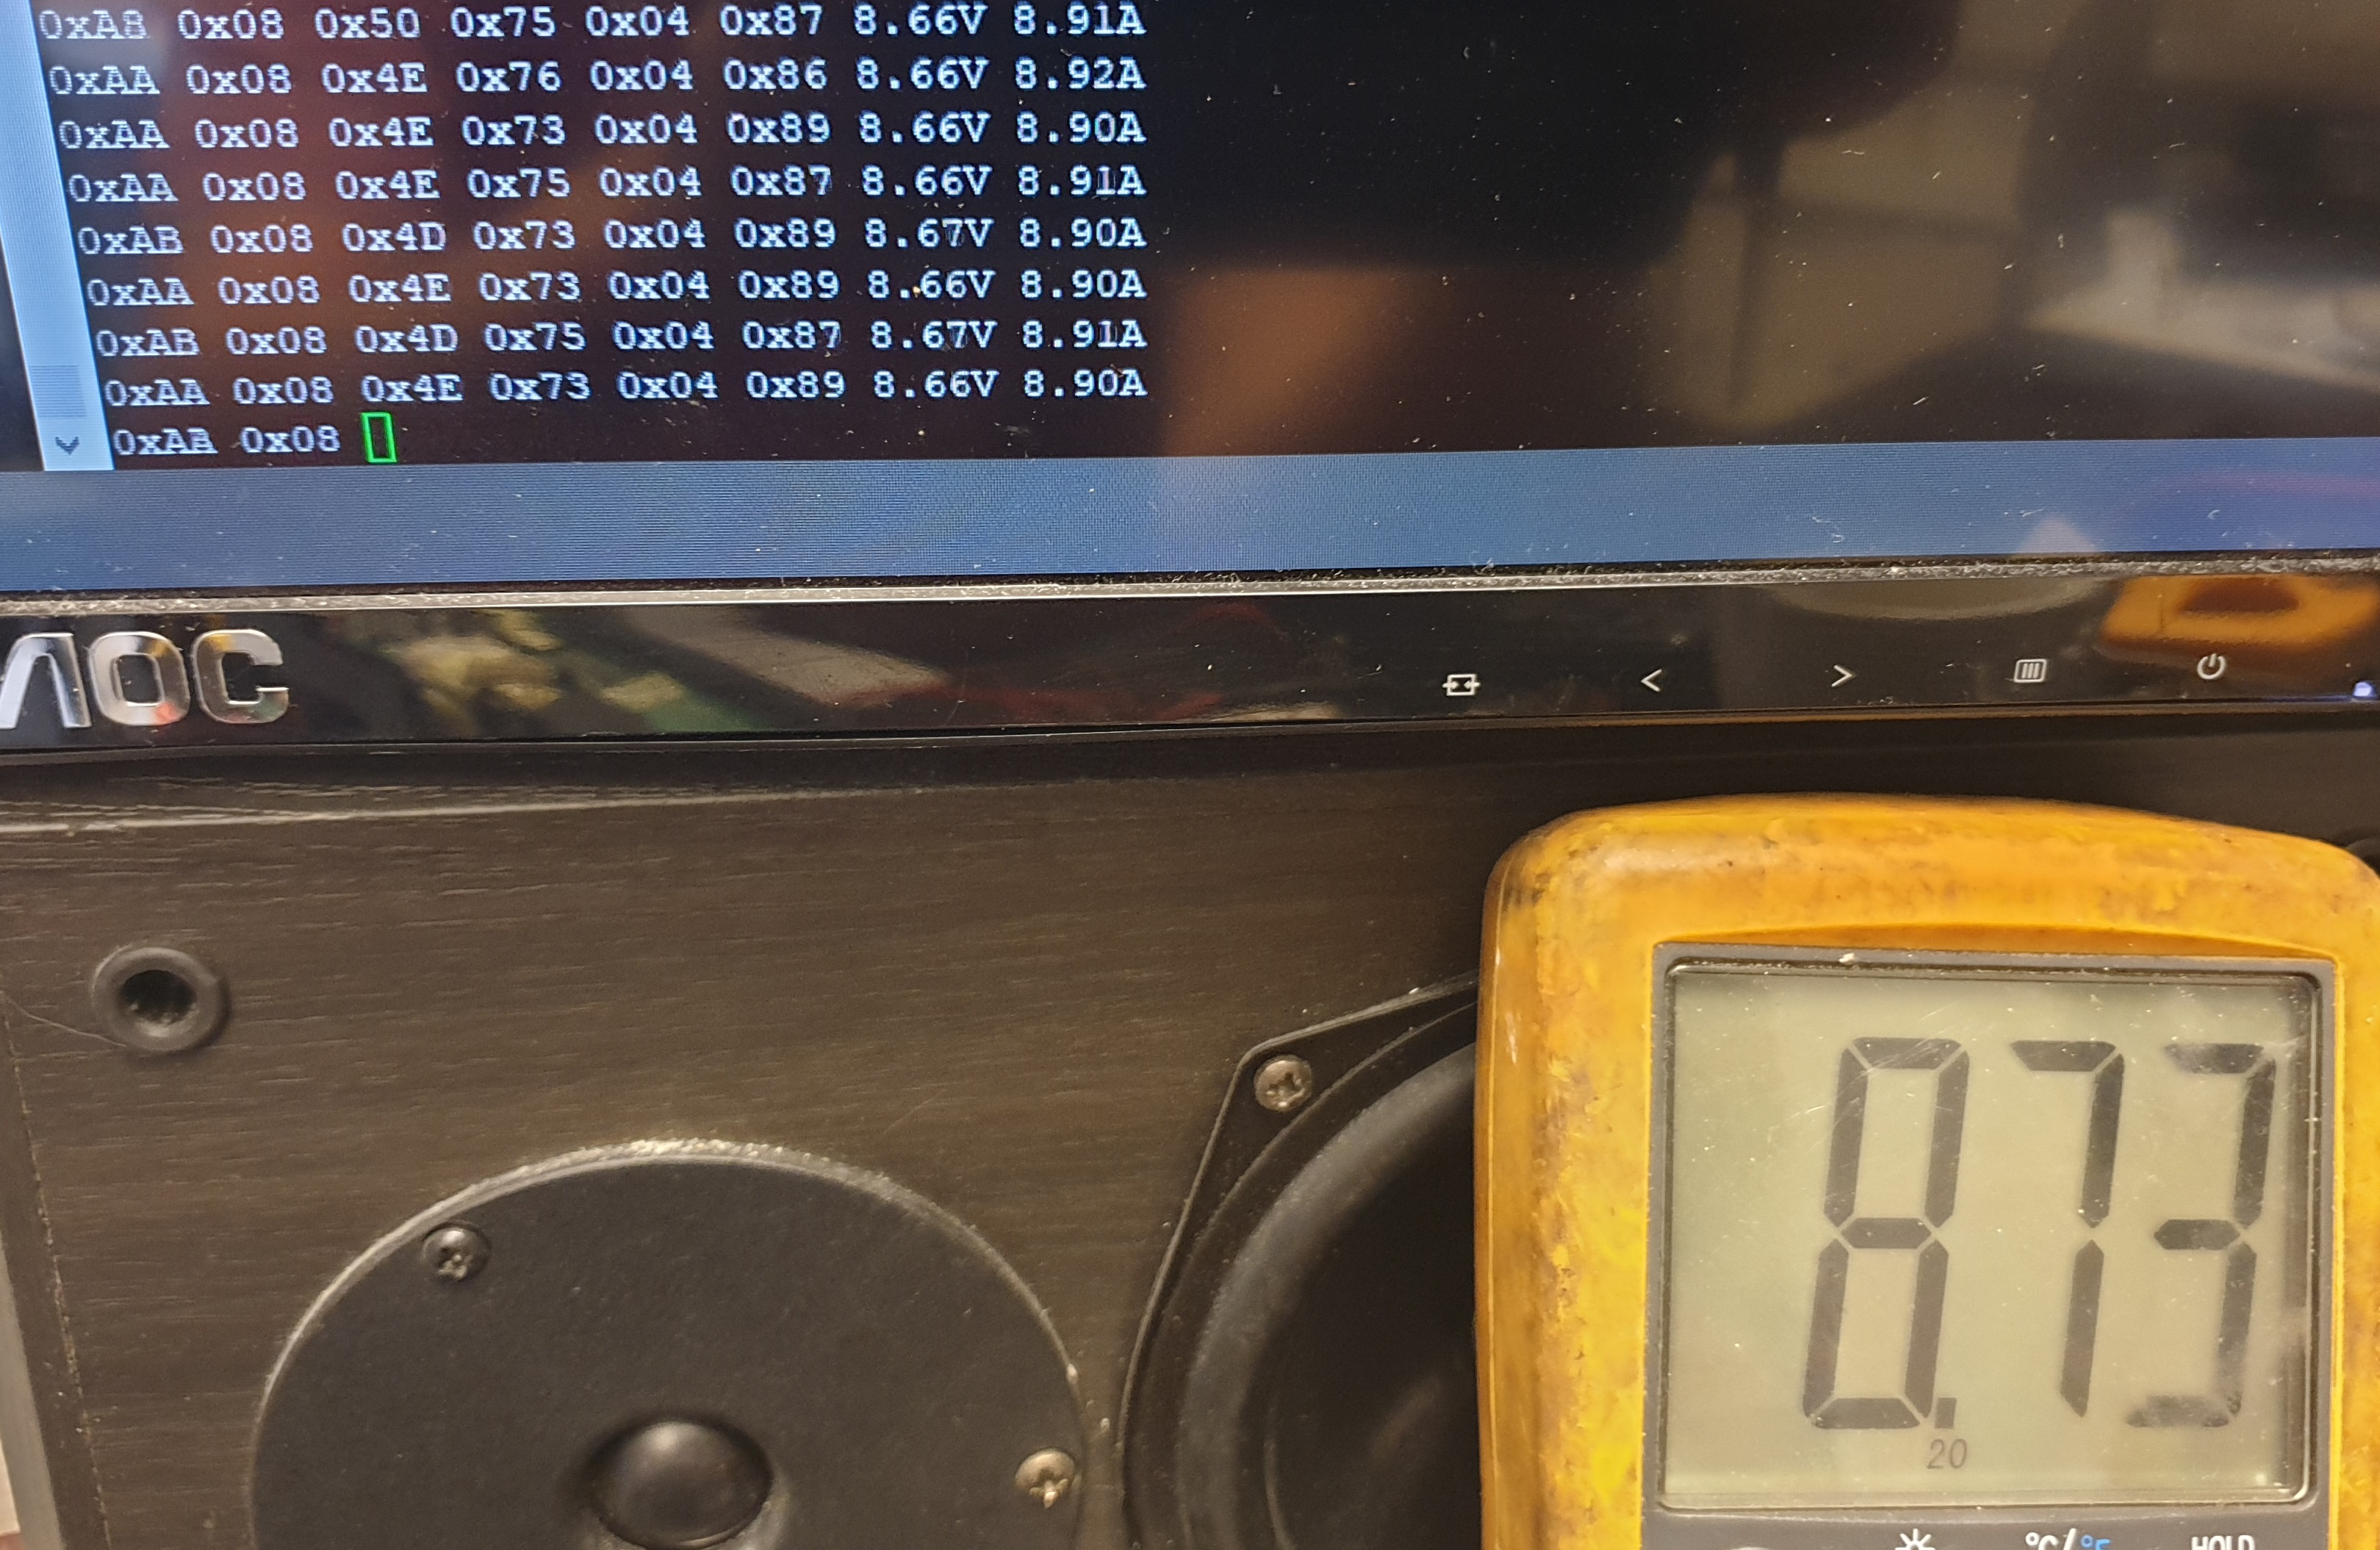 0xA8 0x08 0x50 0x75 0x04 0x87 8.66V 8.91A
0xAA 0x08 0x4E 0x76 0x04 0x86 8.66V 8.92A
0xAA 0x08 0x4E 0x73 0x04 0x89 8.66V 8.90A
0xAA 0x08 0x4E 0x75 0x04 0x87 8.66V 8.91A
0xAB 0x08 0x4D 0x73 0x04 0x89 8.67V 8.90A
0xAA 0x08 0x4E 0x73 0x04 0x89 8.66V 8.90A
0xAB 0x08 0x4D 0x75 0x04 0x87 8.67V 8.91A
0xAA 0x08 0x4E 0x73 0x04 0x89 8.66V 8.90A
0xAB 0x08
AOC
8.73
20
°C/°F HOLD